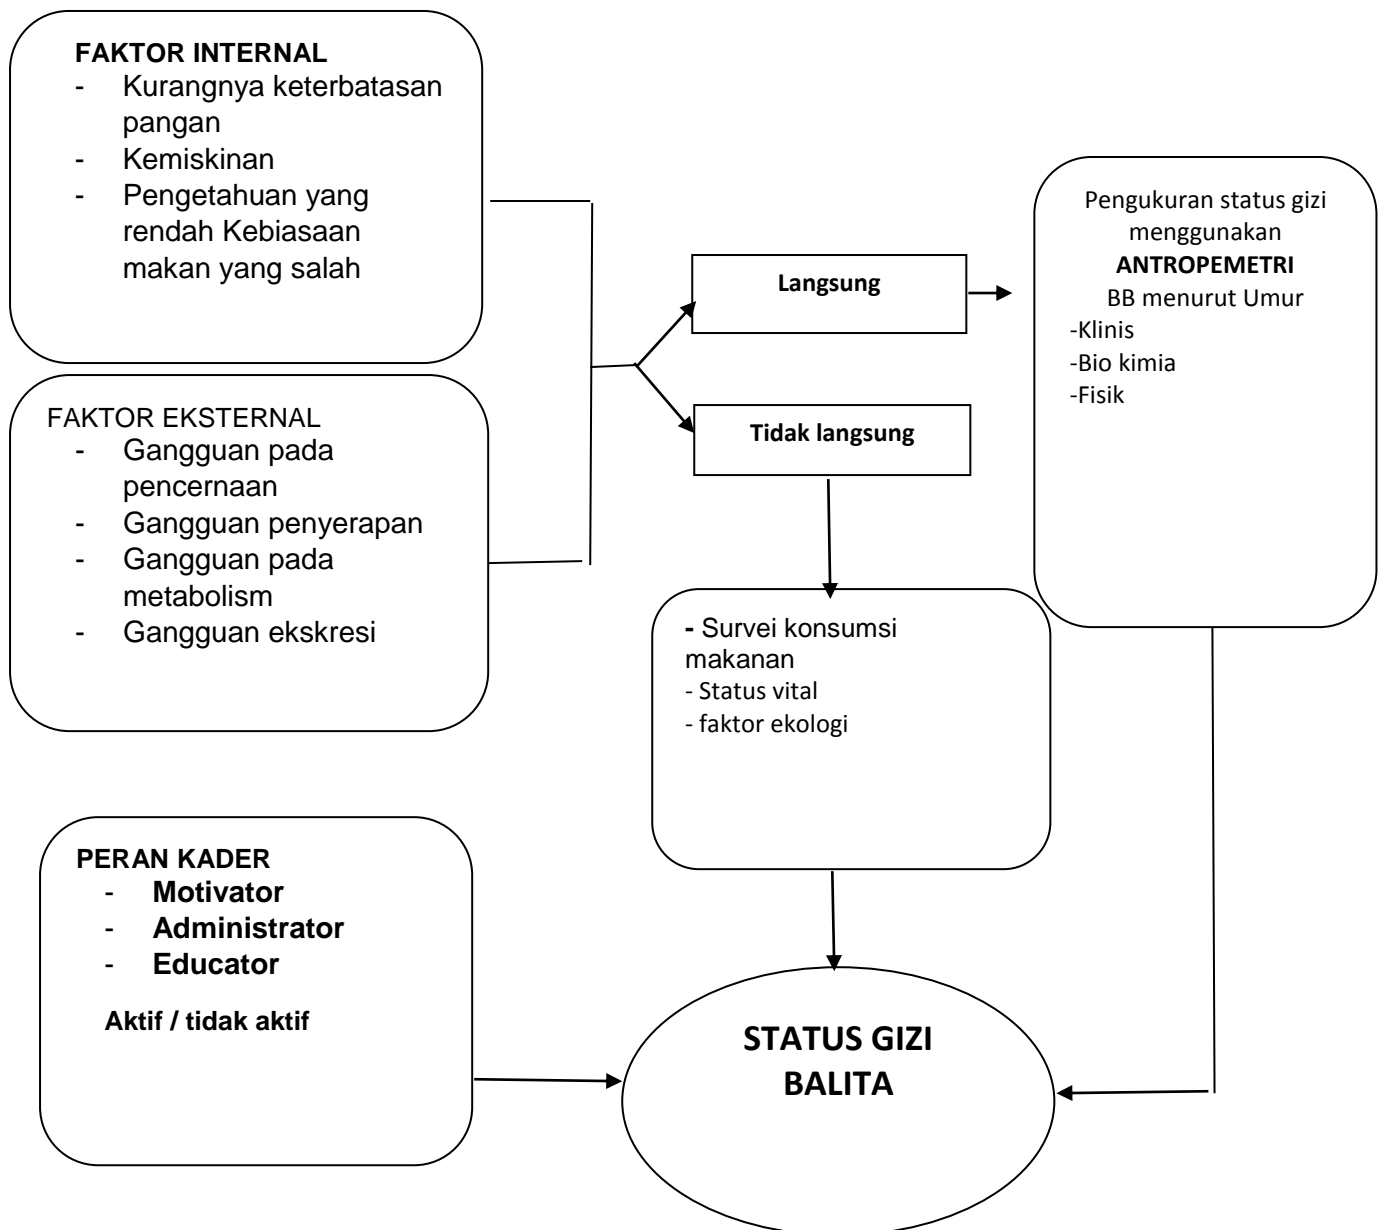 FAKTOR INTERNAL
- Kurangnya keterbatasan
pangan
- Kemiskinan
- Pengetahuan yang
rendah Kebiasaan
makan yang salah
FAKTOR EKSTERNAL
- Gangguan pada
pencernaan
- Gangguan penyerapan
- Gangguan pada
metabolism
- Gangguan ekskresi
Langsung
Tidak langsung
Pengukuran status gizi
menggunakan
ANTROPEMETRI
BB menurut Umur
-Klinis
-Bio kimia
-Fisik
- Survei konsumsi
makanan
- Status vital
- faktor ekologi
PERAN KADER
- Motivator
- Administrator
- Educator
Aktif / tidak aktif
STATUS GIZI
BALITA